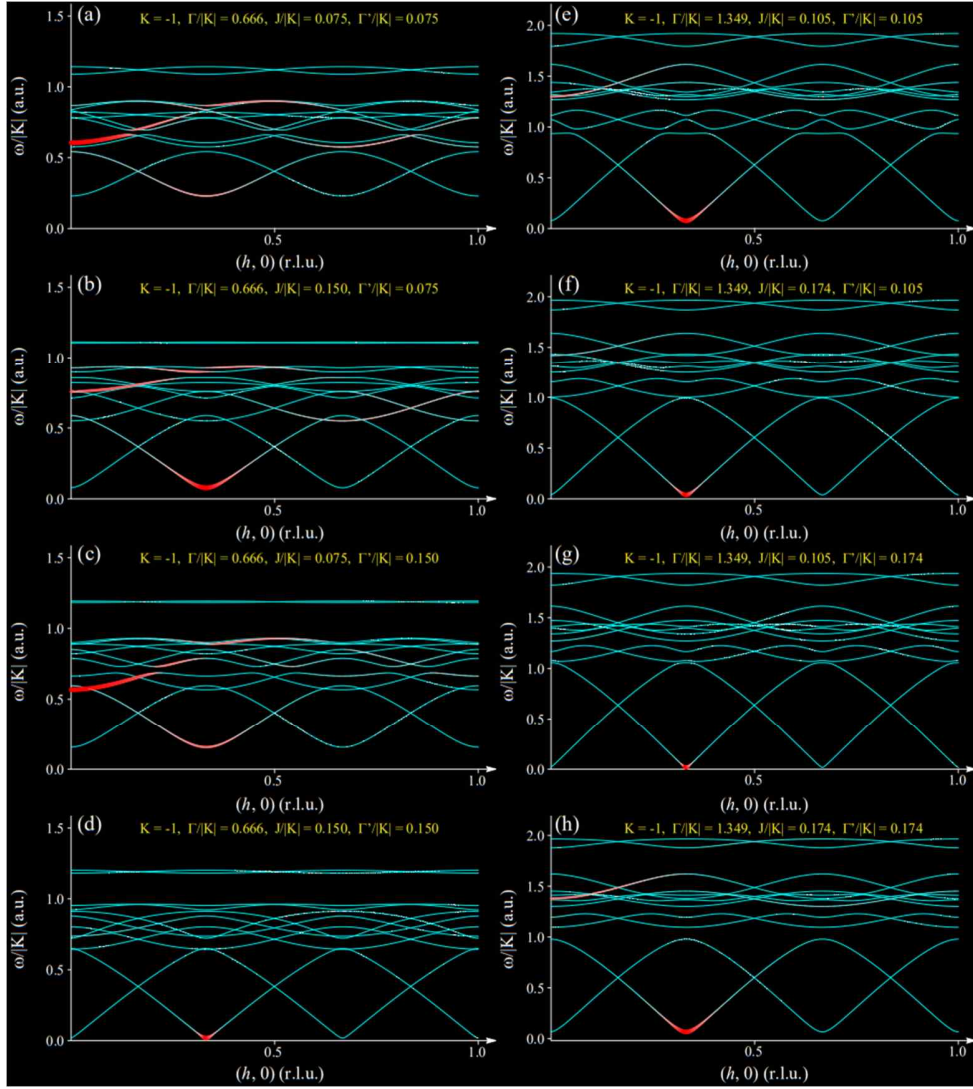 (a) K = -1, Γ/|K| = 0.666, J/|K| = 0.075, Γ'/|K| = 0.075
1.5
1.0
0.5
0.0
ω/|K| (a.u.)
0.5 1.0
(h, 0) (r.l.u.)
(b) K = -1, Γ/|K| = 0.666, J/|K| = 0.150, Γ'/|K| = 0.075
1.5
1.0
0.5
0.0
ω/|K| (a.u.)
0.5 1.0
(h, 0) (r.l.u.)
(c) K = -1, Γ/|K| = 0.666, J/|K| = 0.075, Γ'/|K| = 0.150
1.5
1.0
0.5
0.0
ω/|K| (a.u.)
0.5 1.0
(h, 0) (r.l.u.)
(d) K = -1, Γ/|K| = 0.666, J/|K| = 0.150, Γ'/|K| = 0.150
1.5
1.0
0.5
0.0
ω/|K| (a.u.)
0.5 1.0
(h, 0) (r.l.u.)
(e) K = -1, Γ/|K| = 1.349, J/|K| = 0.105, Γ'/|K| = 0.105
2.0
1.5
1.0
0.5
0.0
ω/|K| (a.u.)
0.5 1.0
(h, 0) (r.l.u.)
(f) K = -1, Γ/|K| = 1.349, J/|K| = 0.174, Γ'/|K| = 0.105
2.0
1.5
1.0
0.5
0.0
ω/|K| (a.u.)
0.5 1.0
(h, 0) (r.l.u.)
(g) K = -1, Γ/|K| = 1.349, J/|K| = 0.105, Γ'/|K| = 0.174
2.0
1.5
1.0
0.5
0.0
ω/|K| (a.u.)
0.5 1.0
(h, 0) (r.l.u.)
(h) K = -1, Γ/|K| = 1.349, J/|K| = 0.174, Γ'/|K| = 0.174
2.0
1.5
1.0
0.5
0.0
ω/|K| (a.u.)
0.5 1.0
(h, 0) (r.l.u.)